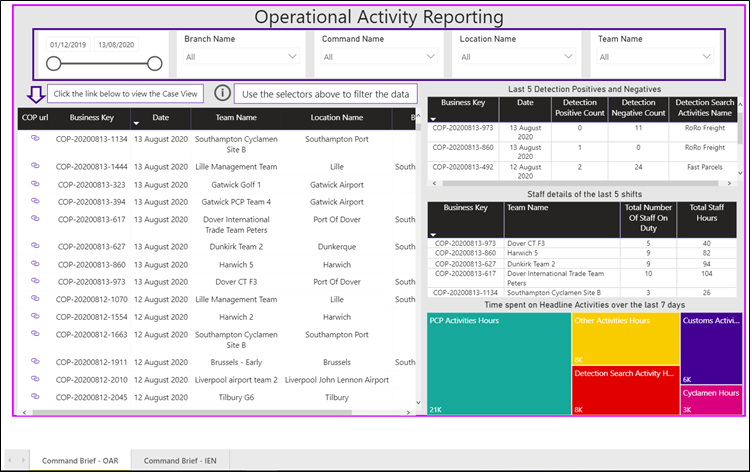 Operational Activity Reporting
01/12/2019 13/08/2020
Branch Name
All
Command Name
All
Location Name
All
Team Name
All
Click the link below to view the Case View
Use the selectors above to filter the data
COP url Business Key Date Team Name Location Name B
COP-20200813-1134 13 August 2020 Southampton Cyclamen Site B Southampton Port
COP-20200813-1444 13 August 2020 Lille Management Team Lille South
COP-20200813-323 13 August 2020 Gatwick Golf 1 Gatwick Airport
COP-20200813-394 13 August 2020 Gatwick PCP Team 4 Gatwick Airport
COP-20200813-617 13 August 2020 Dover International Trade Team Peters Port Of Dover South
COP-20200813-627 13 August 2020 Dunkirk Team 2 Dunkerque South
COP-20200813-860 13 August 2020 Harwich 5 Harwich
COP-20200813-973 13 August 2020 Dover CT F3 Port Of Dover South
COP-20200812-1070 12 August 2020 Lille Management Team Lille South
COP-20200812-1554 12 August 2020 Harwich 2 Harwich
COP-20200812-1663 12 August 2020 Southampton Cyclamen Site B Southampton Port
COP-20200812-1911 12 August 2020 Brussels - Early Brussels South
COP-20200812-2010 12 August 2020 Liverpool airport team 2 Liverpool John Lennon Airport
COP-20200812-2045 12 August 2020 Tilbury G6 Tilbury
Last 5 Detection Positives and Negatives
Business Key Date Detection Positive Count Detection Negative Count Detection Search Activities Name
COP-20200813-973 13 August 2020 0 11 RoRo Freight
COP-20200813-860 13 August 2020 1 0 RoRo Freight
COP-20200813-492 12 August 2020 2 24 Fast Parcels
Staff details of the last 5 shifts
Business Key Team Name Total Number Of Staff On Duty Total Staff Hours
COP-20200813-973 Dover CT F3 5 40
COP-20200813-860 Harwich 5 9 82
COP-20200813-627 Dunkirk Team 2 9 94
COP-20200813-617 Dover International Trade Team Peters 10 104
COP-20200813-1134 Southampton Cyclamen Site B 3 26
Time spent on Headline Activities over the last 7 days
PCP Activities Hours
21K
Other Activities Hours
8K
Detection Search Activity H...
8K
Customs Activi...
6K
Cyclamen Hours
3K
Command Brief - OAR Command Brief - IEN